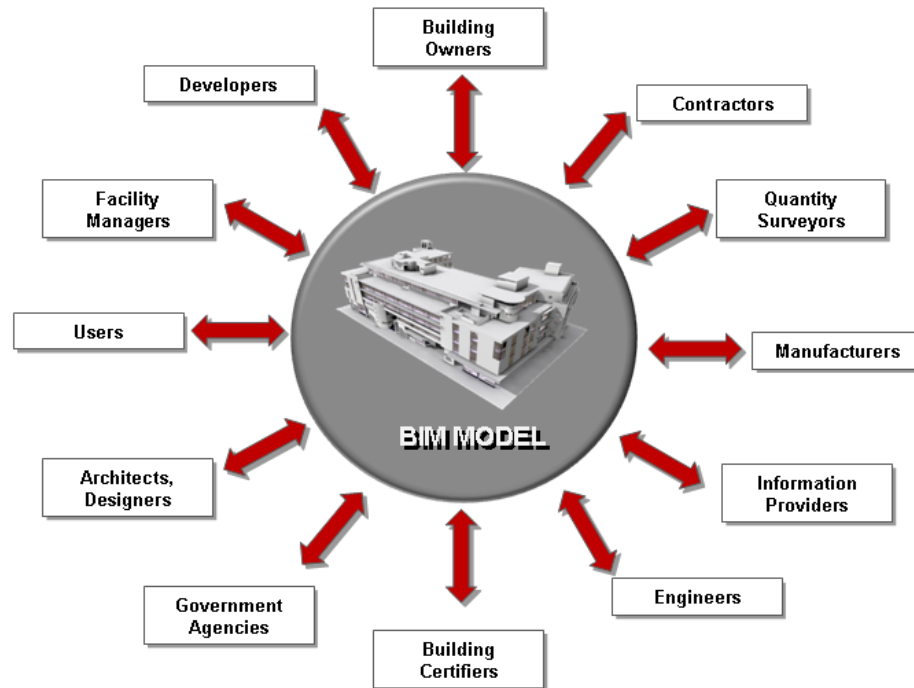 Building
Owners
Developers
Contractors
Facility
Managers
Quantity
Surveyors
Users
Manufacturers
BIM MODEL
Architects,
Designers
Information
Providers
Government
Agencies
Engineers
Building
Certifiers